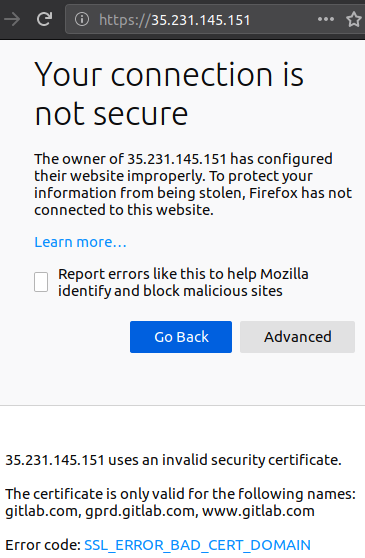 https://35.231.145.151
Your connection is
not secure
The owner of 35.231.145.151 has configured
their website improperly. To protect your
information from being stolen, Firefox has not
connected to this website.
Learn more…
Report errors like this to help Mozilla
identify and block malicious sites
Go Back
Advanced
35.231.145.151 uses an invalid security certificate.
The certificate is only valid for the following names:
gitlab.com, gprd.gitlab.com, www.gitlab.com
Error code: SSL_ERROR_BAD_CERT_DOMAIN